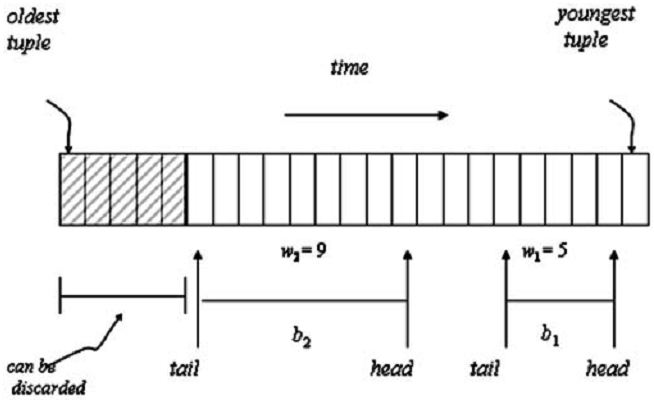 oldest
tuple
youngest
tuple
time
w₂= 9
w₁= 5
b₂
b₁
tail
head
tail
head
can be
discarded